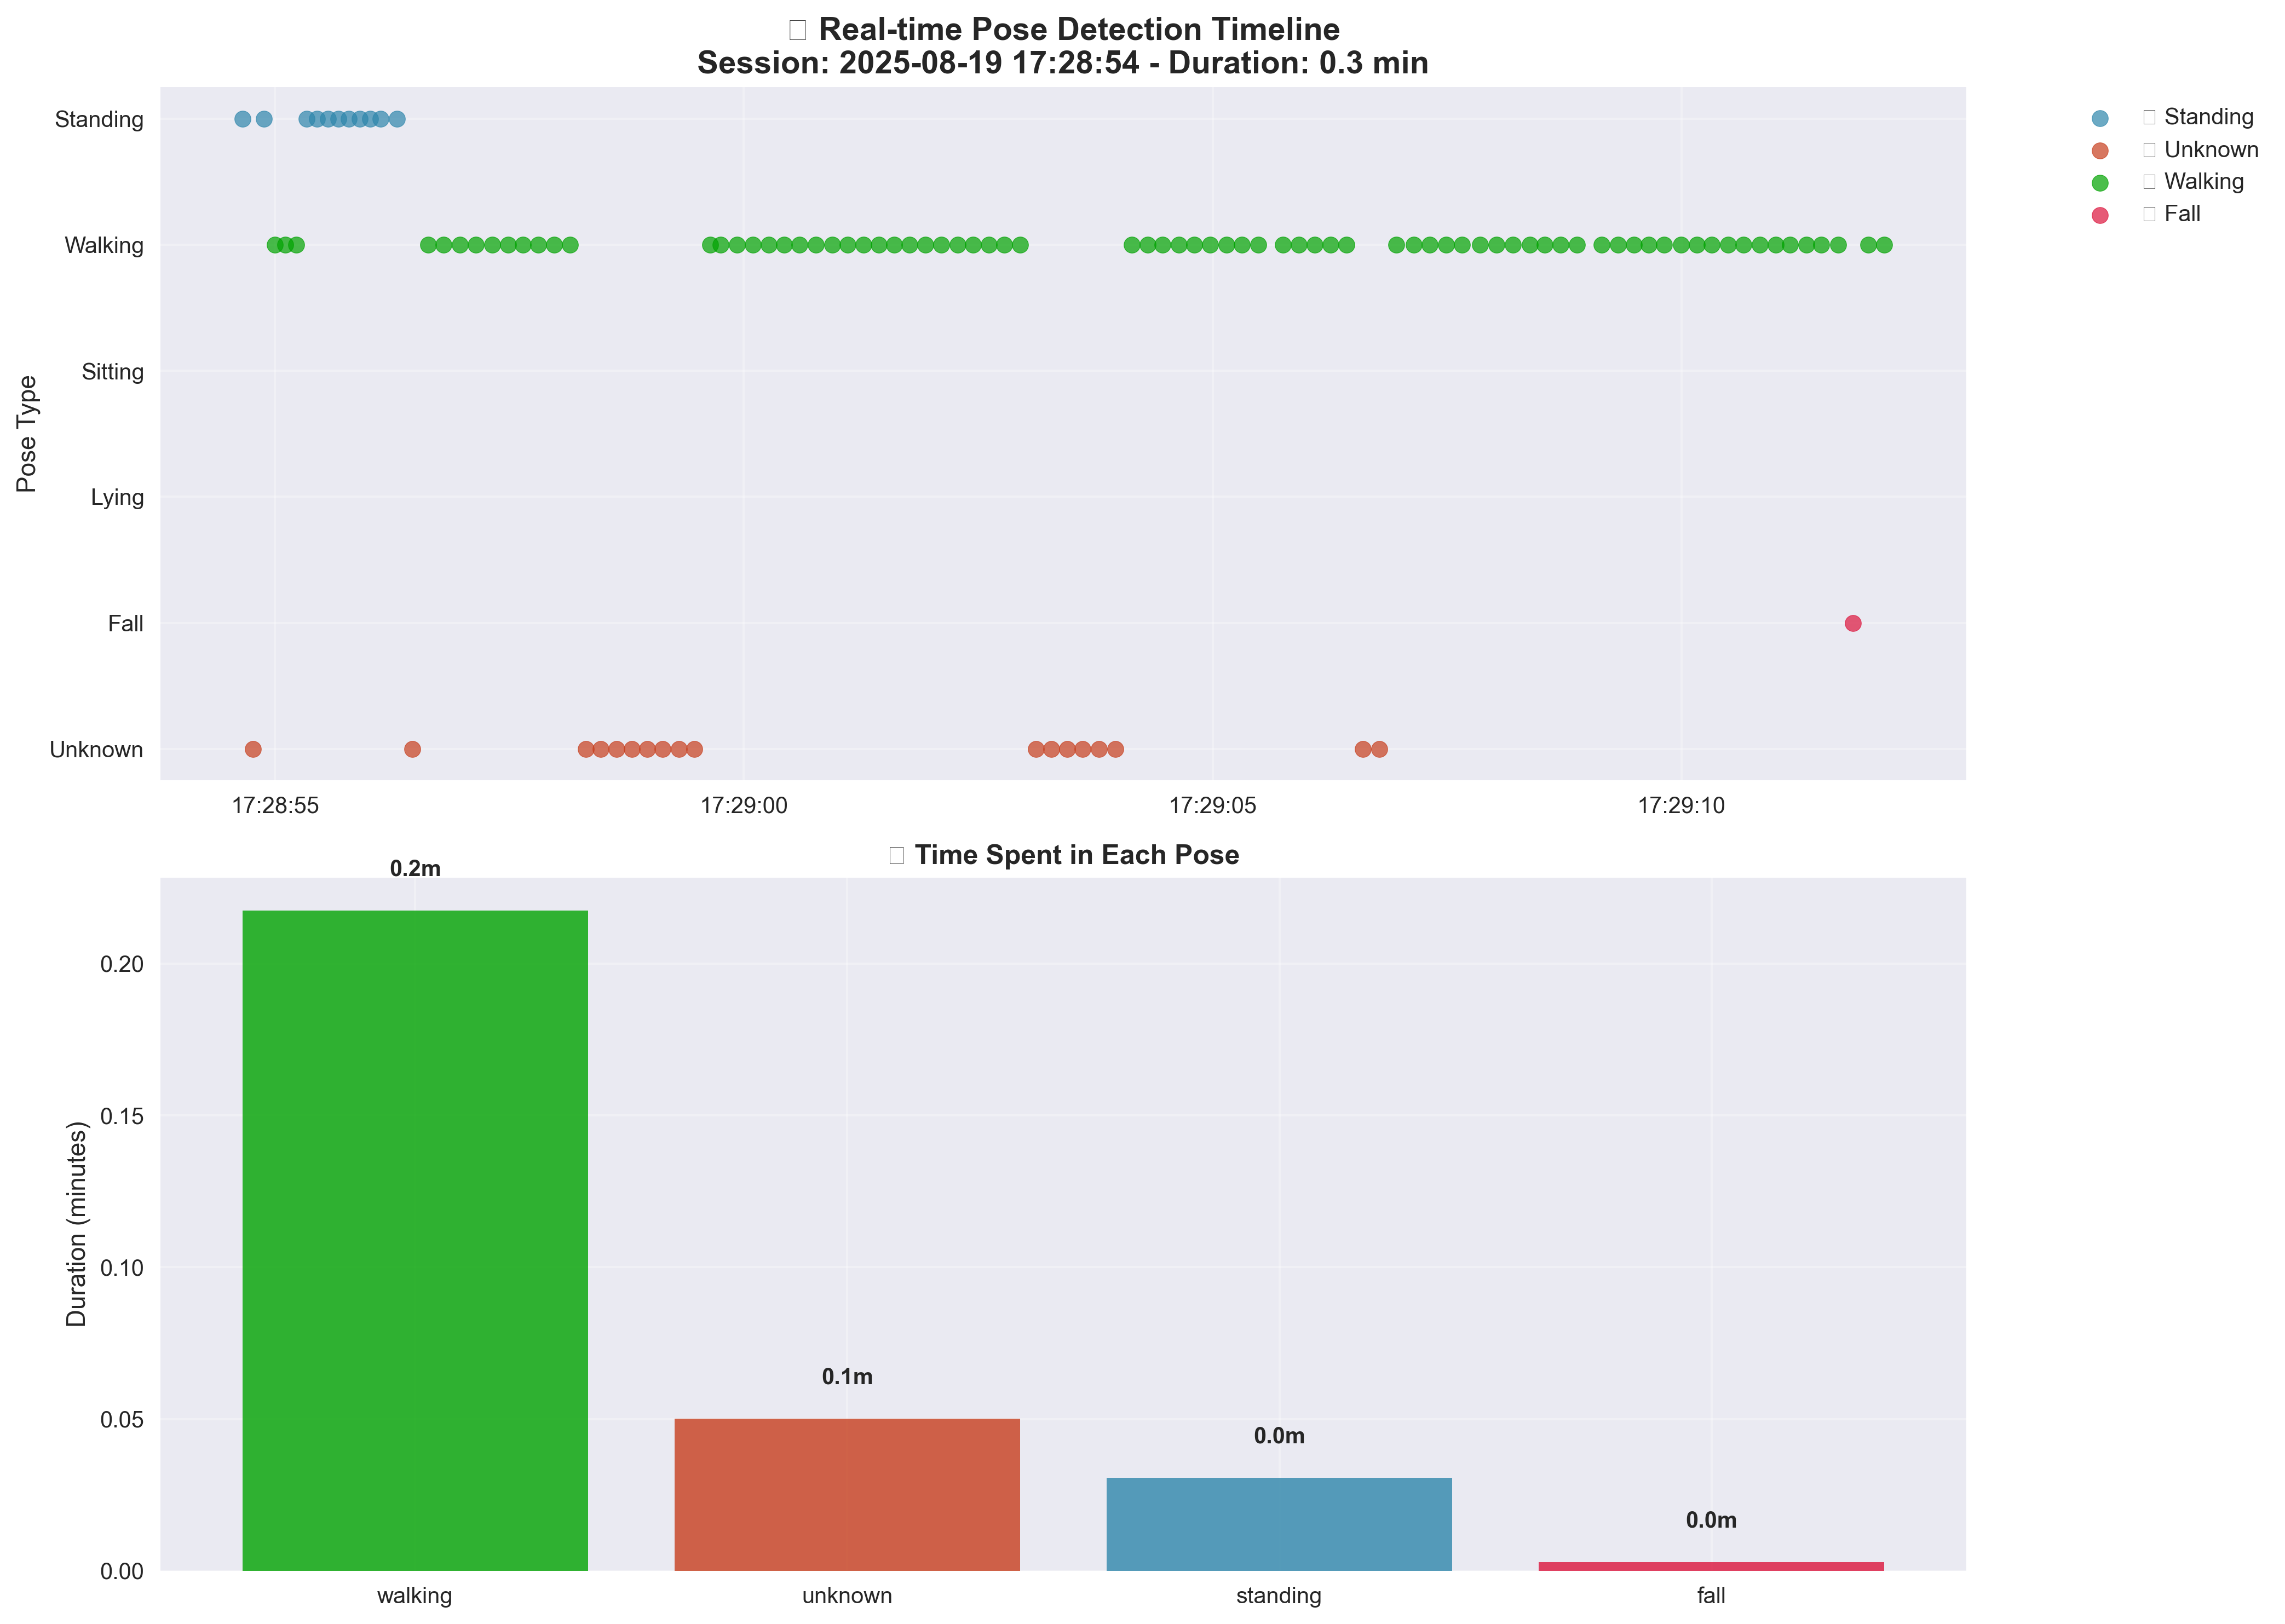 ▯ Real-time Pose Detection Timeline
Session: 2025-08-19 17:28:54 - Duration: 0.3 min
Pose Type
Standing
Walking
Sitting
Lying
Fall
Unknown
17:28:55 17:29:00 17:29:05 17:29:10
▯ Standing
▯ Unknown
▯ Walking
▯ Fall
▯ Time Spent in Each Pose
Duration (minutes)
0.20
0.15
0.10
0.05
0.00
0.2m
0.1m
0.0m
0.0m
walking unknown standing fall